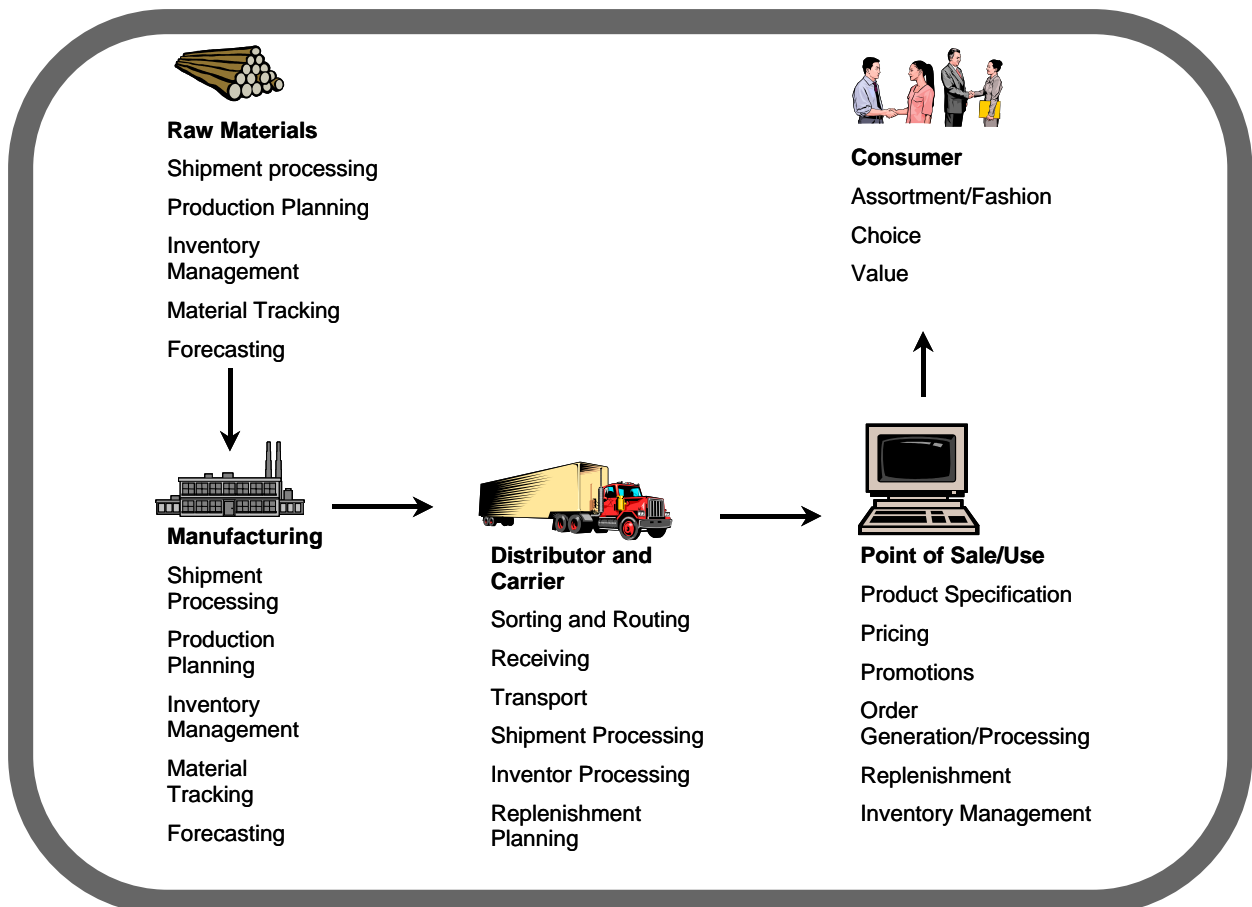 Raw Materials
Shipment processing
Production Planning
Inventory
Management
Material Tracking
Forecasting
Manufacturing
Shipment
Processing
Production
Planning
Inventory
Management
Material
Tracking
Forecasting
Distributor and
Carrier
Sorting and Routing
Receiving
Transport
Shipment Processing
Inventor Processing
Replenishment
Planning
Point of Sale/Use
Product Specification
Pricing
Promotions
Order
Generation/Processing
Replenishment
Inventory Management
Consumer
Assortment/Fashion
Choice
Value